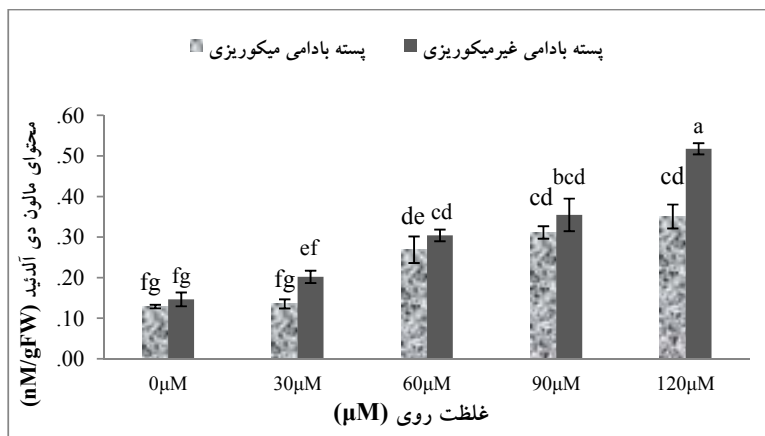 پسته بادامی میکوریزی پسته بادامی غیرمیکوریزی
محتوای مالون دی آلدئید (nM/gFW)
.60
.50
.40
.30
.20
.10
.00
fg fg fg ef de cd cd bcd cd a
0µM 30µM 60µM 90µM 120µM
غلظت روی (µM)